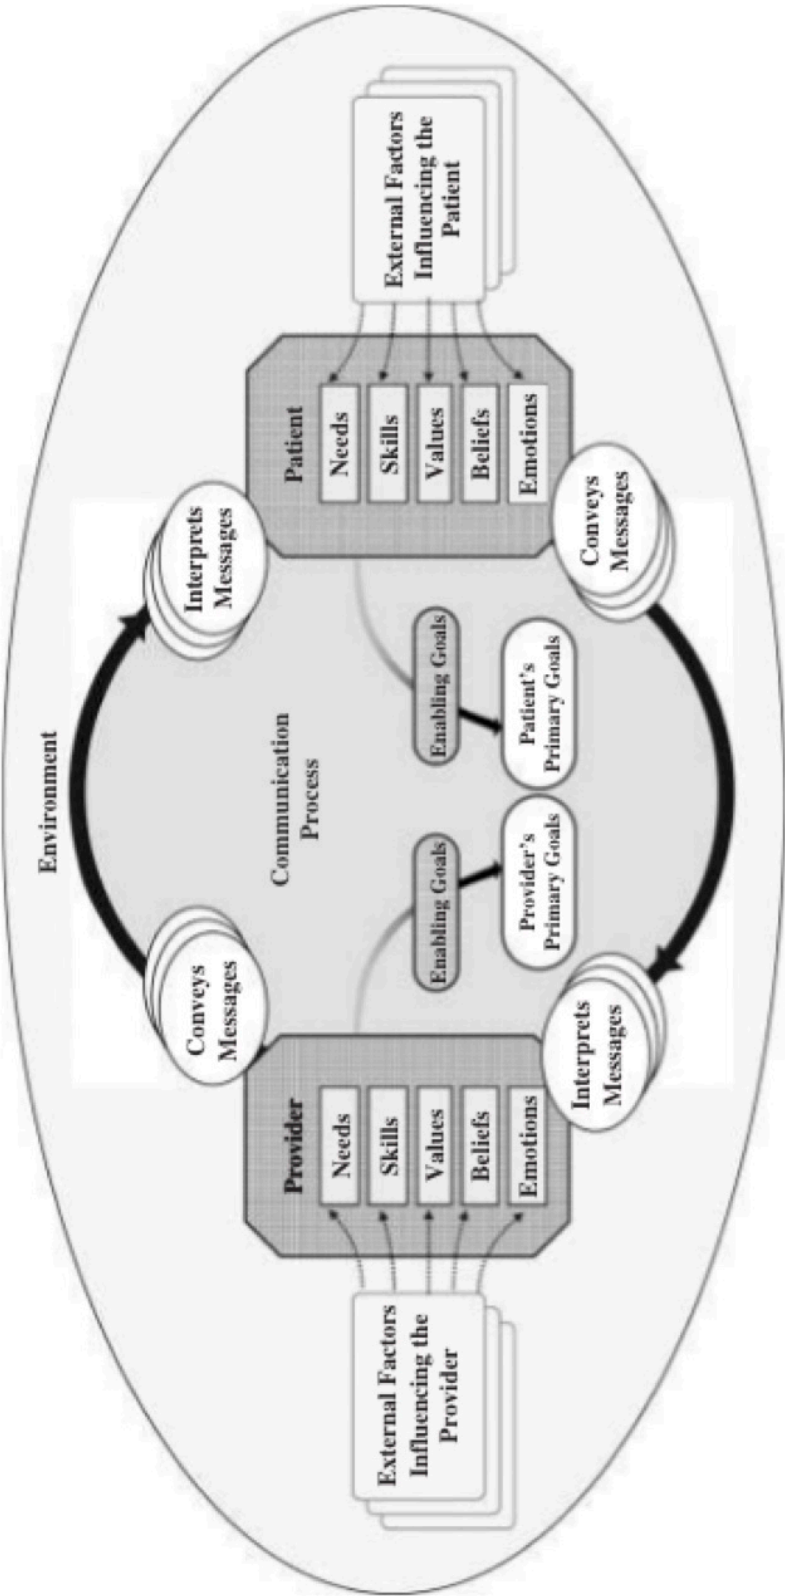 Environment
Conveys
Messages
Interprets
Messages
Communication
Process
External Factors
Influencing the
Provider
Provider
Needs
Skills
Values
Beliefs
Emotions
Enabling Goals
Provider's
Primary Goals
Enabling Goals
Patient's
Primary Goals
Patient
Needs
Skills
Values
Beliefs
Emotions
External Factors
Influencing the
Patient
Interprets
Messages
Conveys
Messages